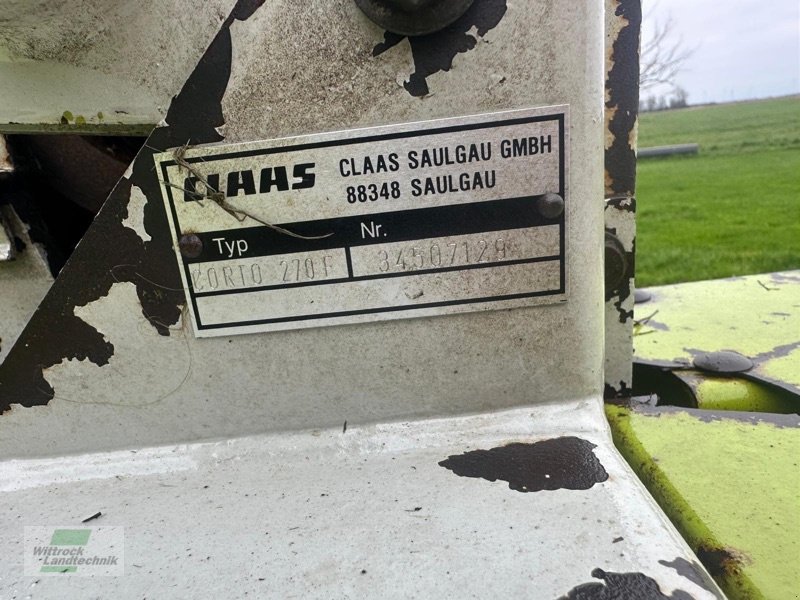 CLAAS
CLAAS SAULGAU GMBH
88348 SAULGAU
Typ
Nr.
CORTO 270 F
34507129
Wittrock
Landtechnik